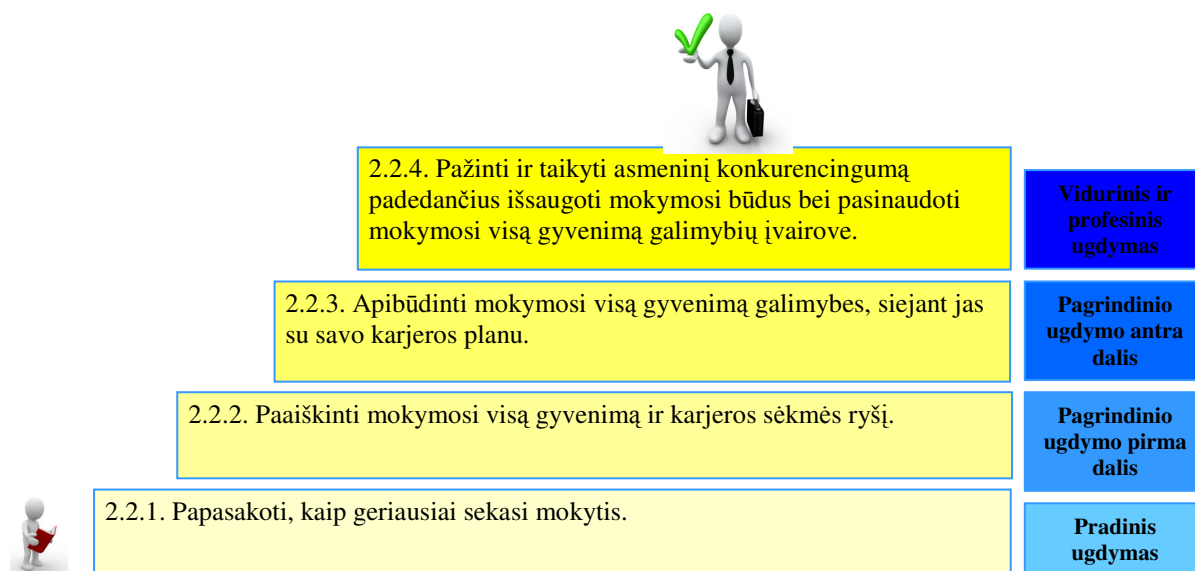 2.2.4. Pažinti ir taikyti asmeninį konkurencingumą
padedančius išsaugoti mokymosi būdus bei pasinaudoti
mokymosi visą gyvenimą galimybių įvairove.
Vidurinis ir
profesinis
ugdymas
2.2.3. Apibūdinti mokymosi visą gyvenimą galimybes, siejant jas
su savo karjeros planu.
Pagrindinio
ugdymo antra
dalis
2.2.2. Paaiškinti mokymosi visą gyvenimą ir karjeros sėkmės ryšį.
Pagrindinio
ugdymo pirma
dalis
2.2.1. Papasakoti, kaip geriausiai sekasi mokytis.
Pradinis
ugdymas